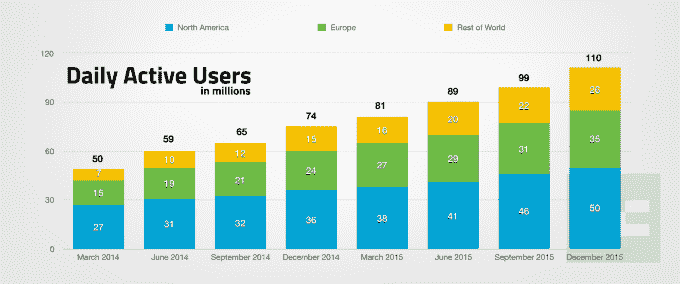 North America Europe Rest of World
Daily Active Users
in millions
120
90
60
30
0
50 59 65 74 81 89 99 110
7 10 12 15 16 20 22
15 19 21 24 27 29 31 35
27 31 32 36 38 41 46 50
March 2014 June 2014 September 2014 December 2014 March 2015 June 2015 September 2015 December 2015